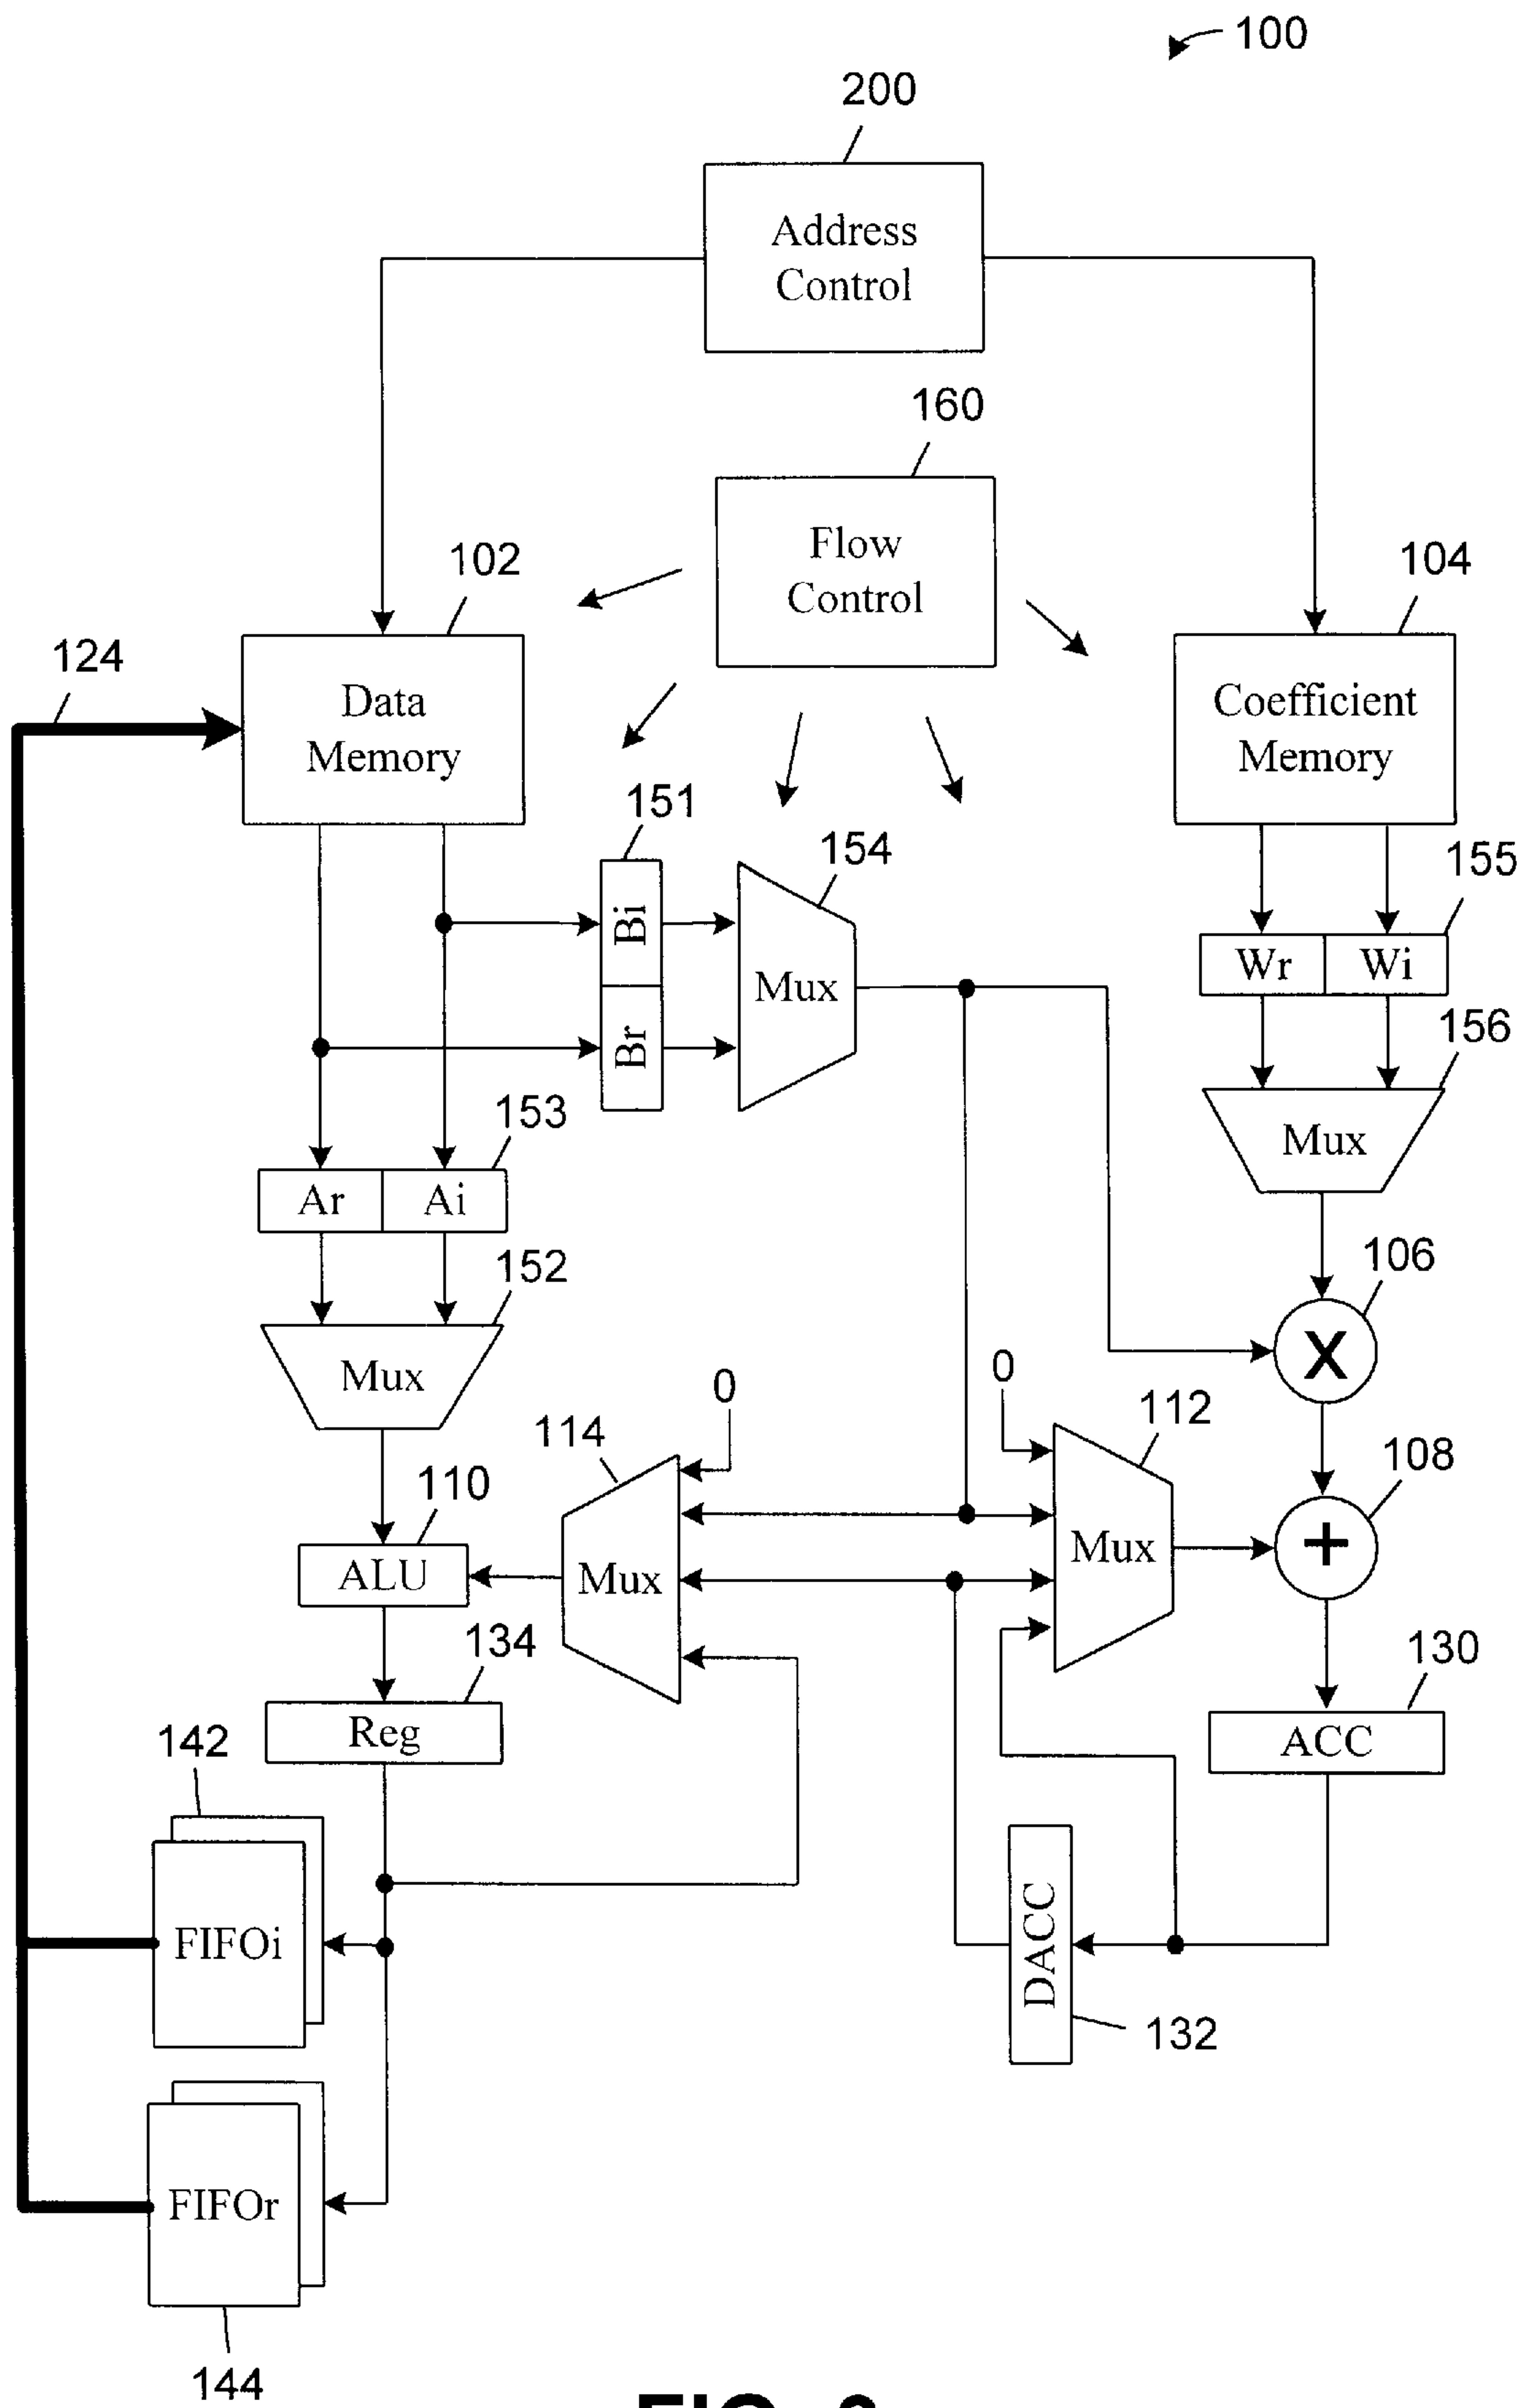 100
200
Address
Control
160
Flow
Control
102
104
124
Data
Memory
Coefficient
Memory
151
154
155
Bi
Br
Mux
Wr Wi
156
153
Mux
Ar Ai
152
106
Mux
X
0
0
112
114
108
110
ALU
Mux
Mux
+
134
130
Reg
ACC
142
FIFOi
DACC
132
FIFOr
144